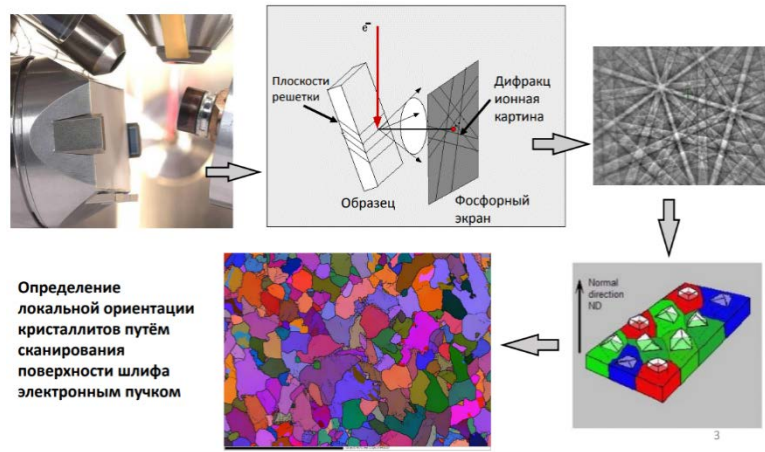 e⁻
Плоскости
решетки
Дифракц
ионная
картина
Образец
Фосфорный
экран
Normal
direction
ND
Определение
локальной ориентации
кристаллитов путём
сканирования
поверхности шлифа
электронным пучком
3